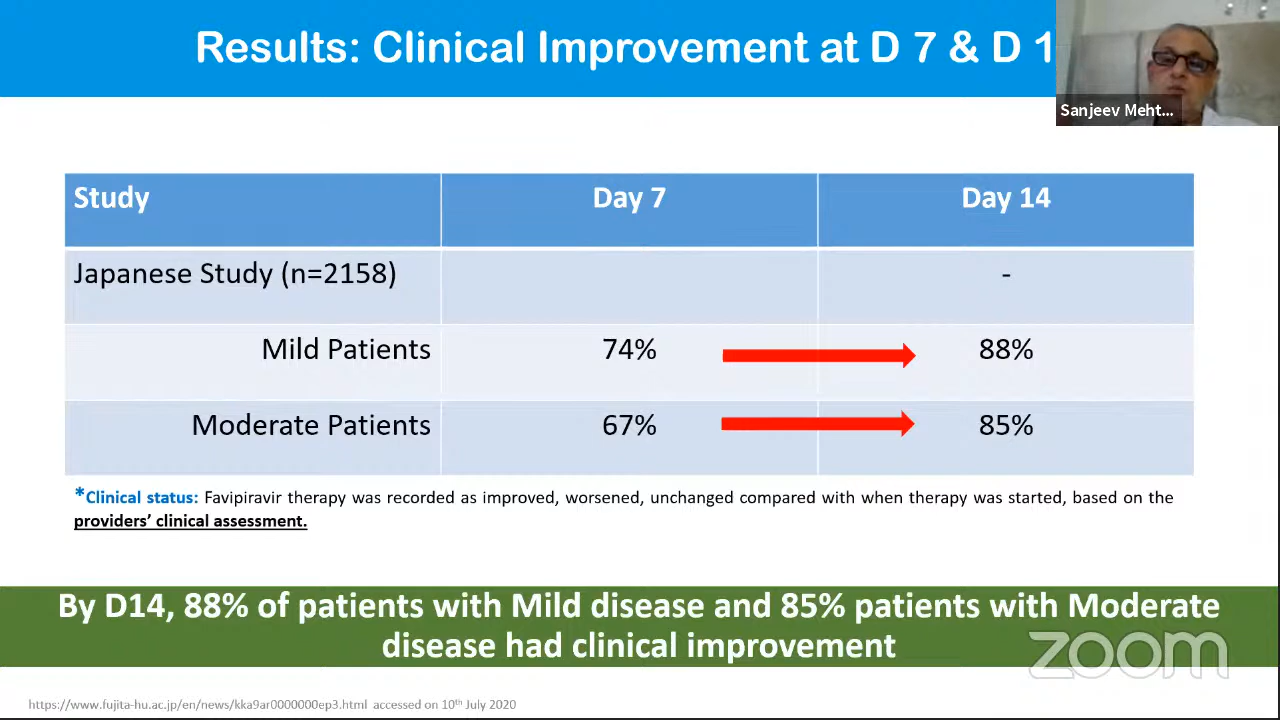 Results: Clinical Improvement at D 7 & D 1
Sanjeev Meht...
Study Day 7 Day 14
Japanese Study (n=2158) -
Mild Patients 74% 88%
Moderate Patients 67% 85%
*Clinical status: Favipiravir therapy was recorded as improved, worsened, unchanged compared with when therapy was started, based on the
providers’ clinical assessment.
By D14, 88% of patients with Mild disease and 85% patients with Moderate
disease had clinical improvement
zoom
https://www.fujita-hu.ac.jp/en/news/kka9ar0000000ep3.html accessed on 10th July 2020